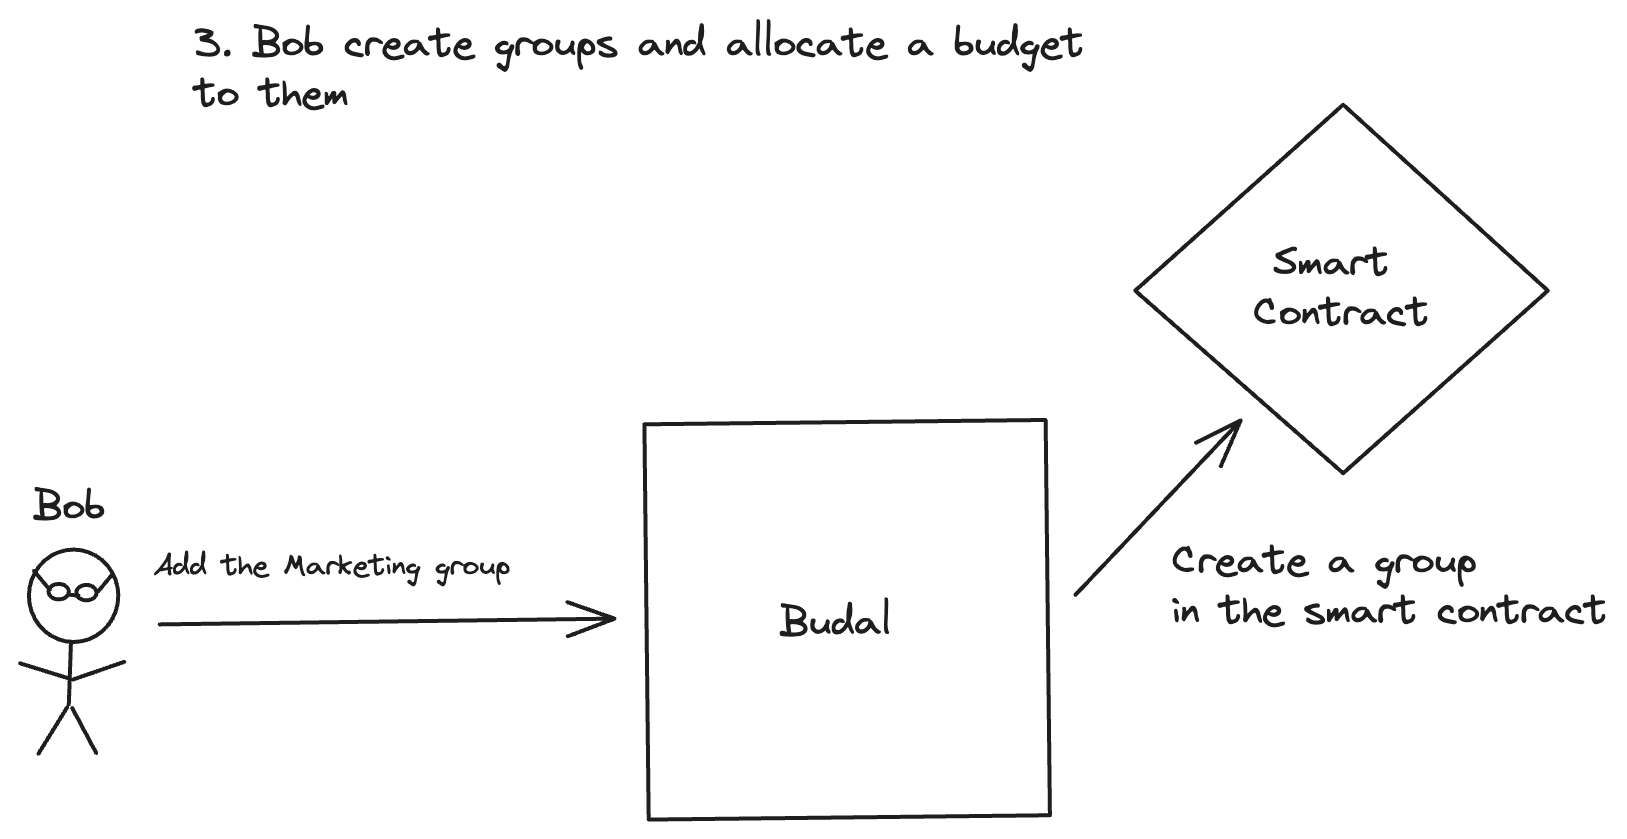 3. Bob create groups and allocate a budget
to them
Smart
Contract
Bob
Add the Marketing group
Budal
Create a group
in the smart contract